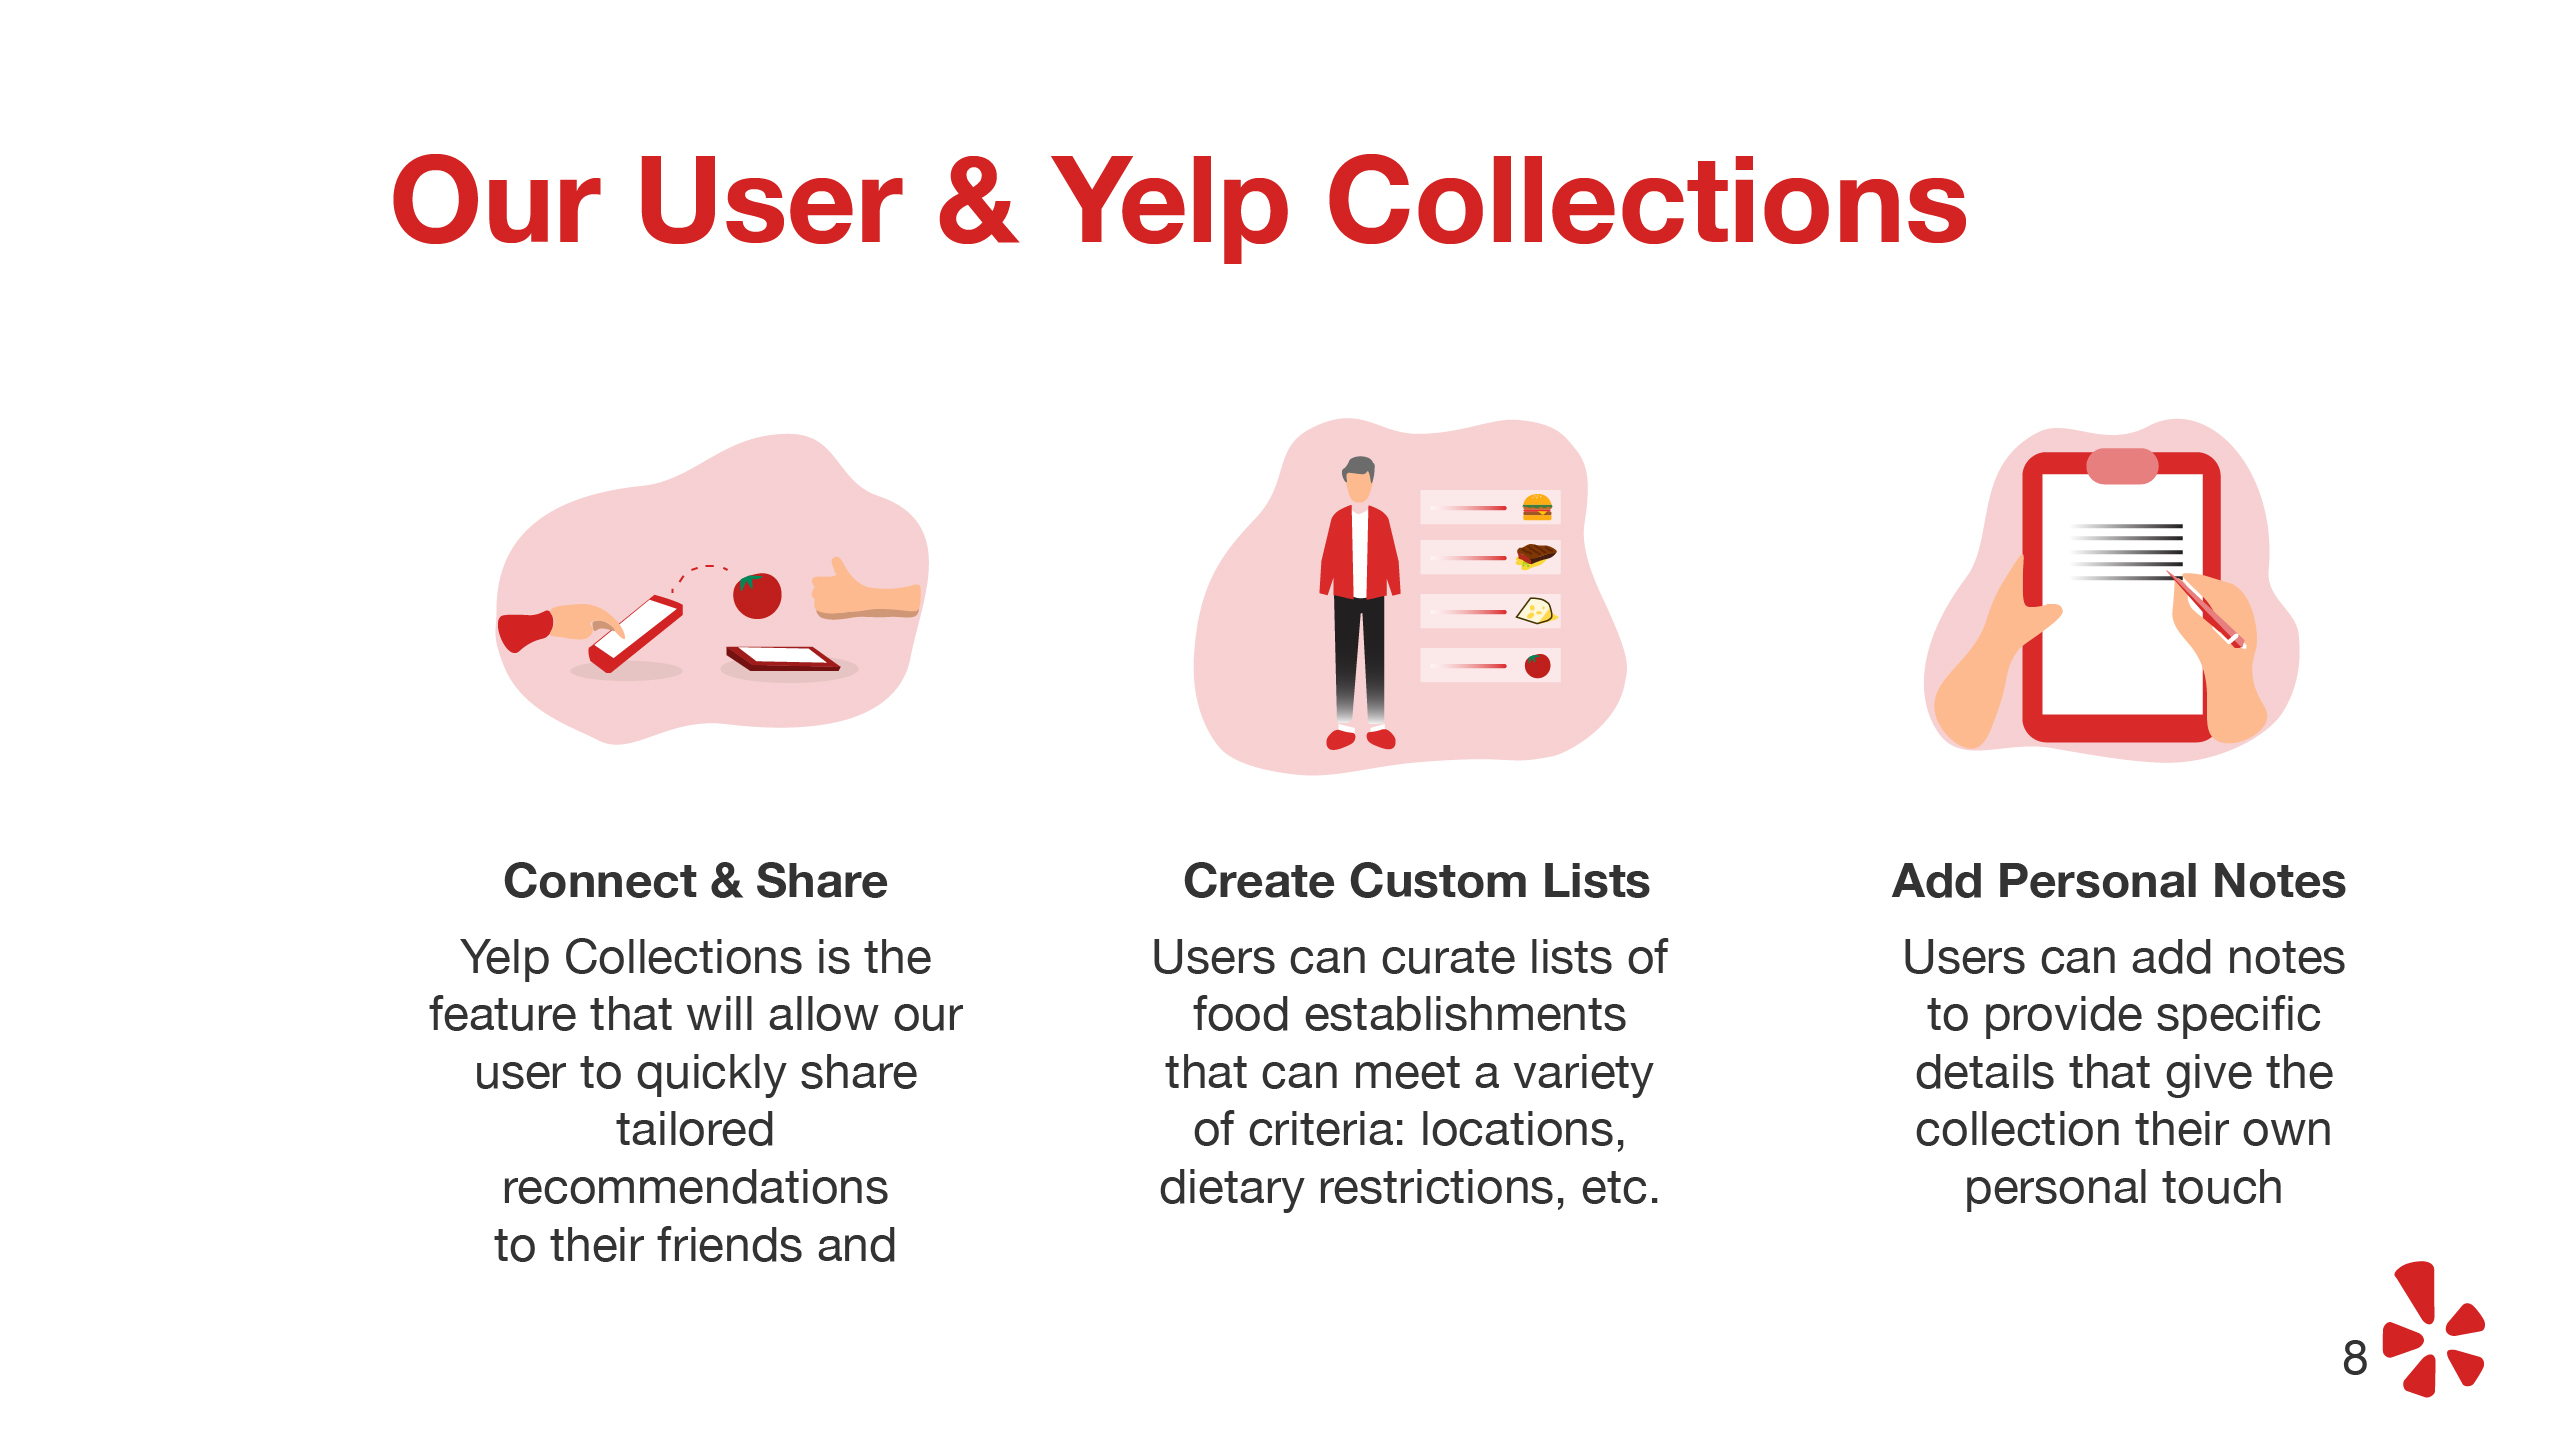 Our User & Yelp Collections
Connect & Share
Yelp Collections is the
feature that will allow our
user to quickly share
tailored
recommendations
to their friends and
Create Custom Lists
Users can curate lists of
food establishments
that can meet a variety
of criteria: locations,
dietary restrictions, etc.
Add Personal Notes
Users can add notes
to provide specific
details that give the
collection their own
personal touch
8